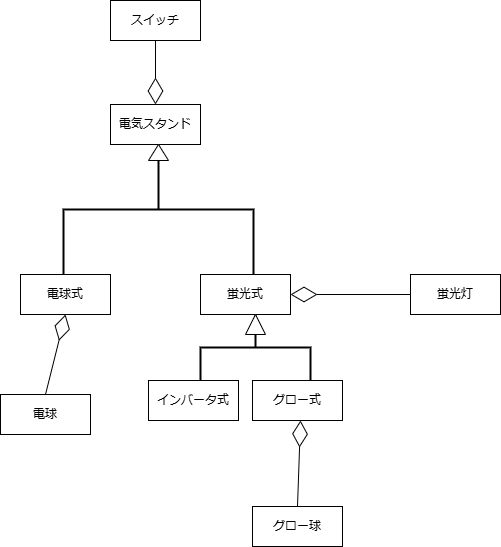 スイッチ
電気スタンド
電球式
蛍光式
蛍光灯
電球
インバータ式
グロー式
グロー球